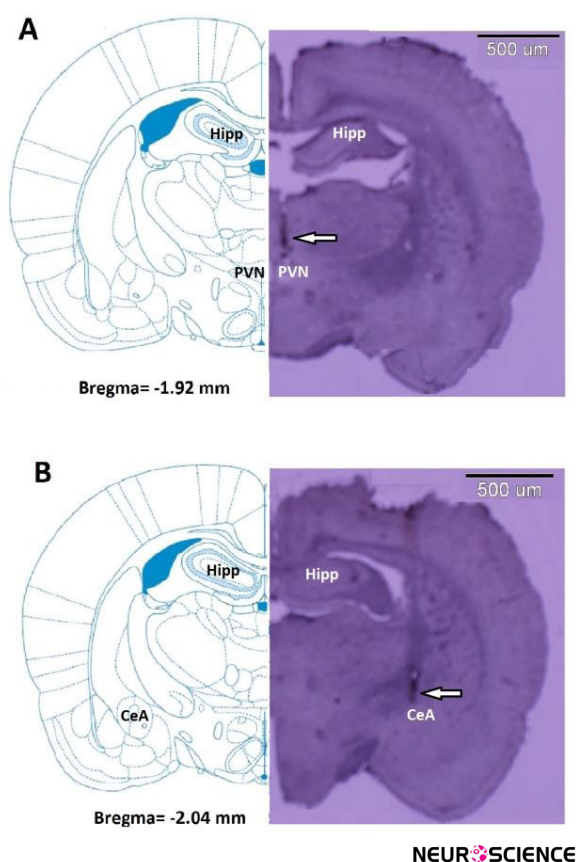 A
500 um
Hipp
Hipp
PVN
PVN
Bregma= -1.92 mm
B
500 um
Hipp
Hipp
CeA
CeA
Bregma= -2.04 mm
NEUROSCIENCE